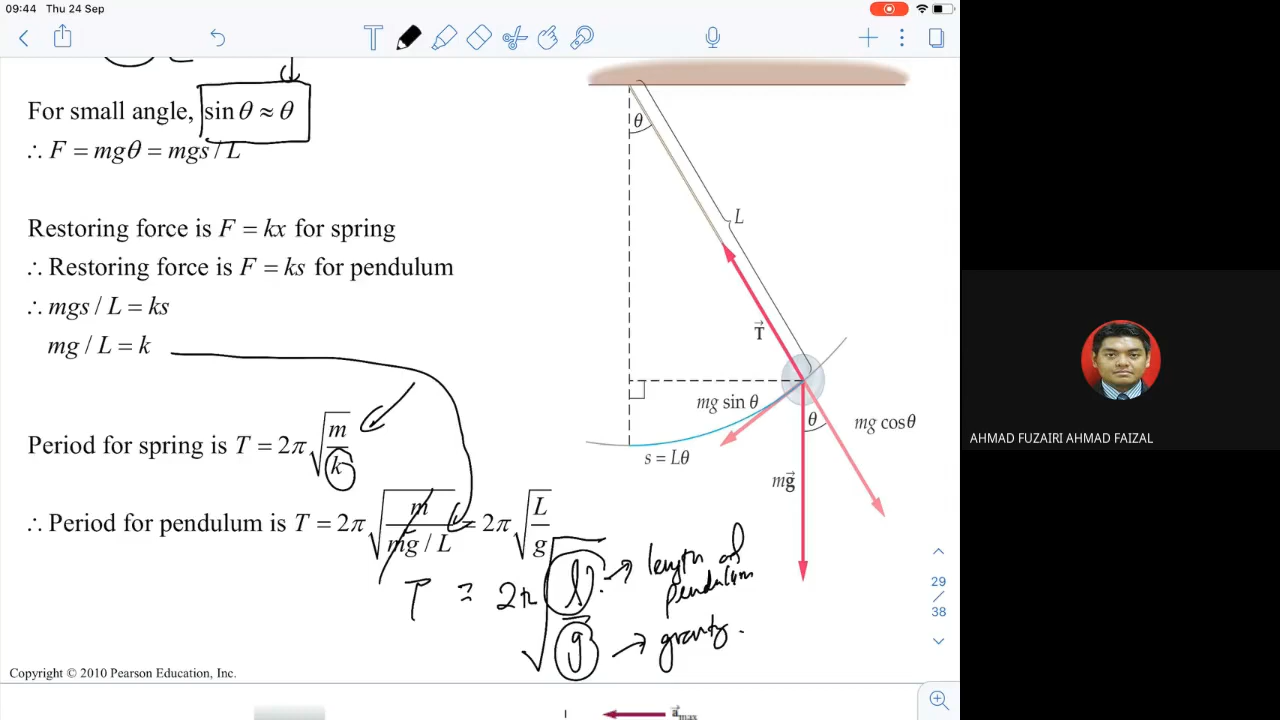 09:44 Thu 24 Sep
For small angle, sin θ ≈ θ
∴ F = mgθ = mgs / L
Restoring force is F = kx for spring
∴ Restoring force is F = ks for pendulum
∴ mgs / L = ks
mg / L = k
Period for spring is T = 2π √(m/k)
∴ Period for pendulum is T = 2π √(m/(mg / L)) = 2π √(L/g)
T = 2π √(l/g)
length of
pendulum
gravity.
θ
L
T⃗
mg sin θ
θ
mg cosθ
s = Lθ
mg⃗
29
/
38
Copyright © 2010 Pearson Education, Inc.
a⃗max
AHMAD FUZAIRI AHMAD FAIZAL